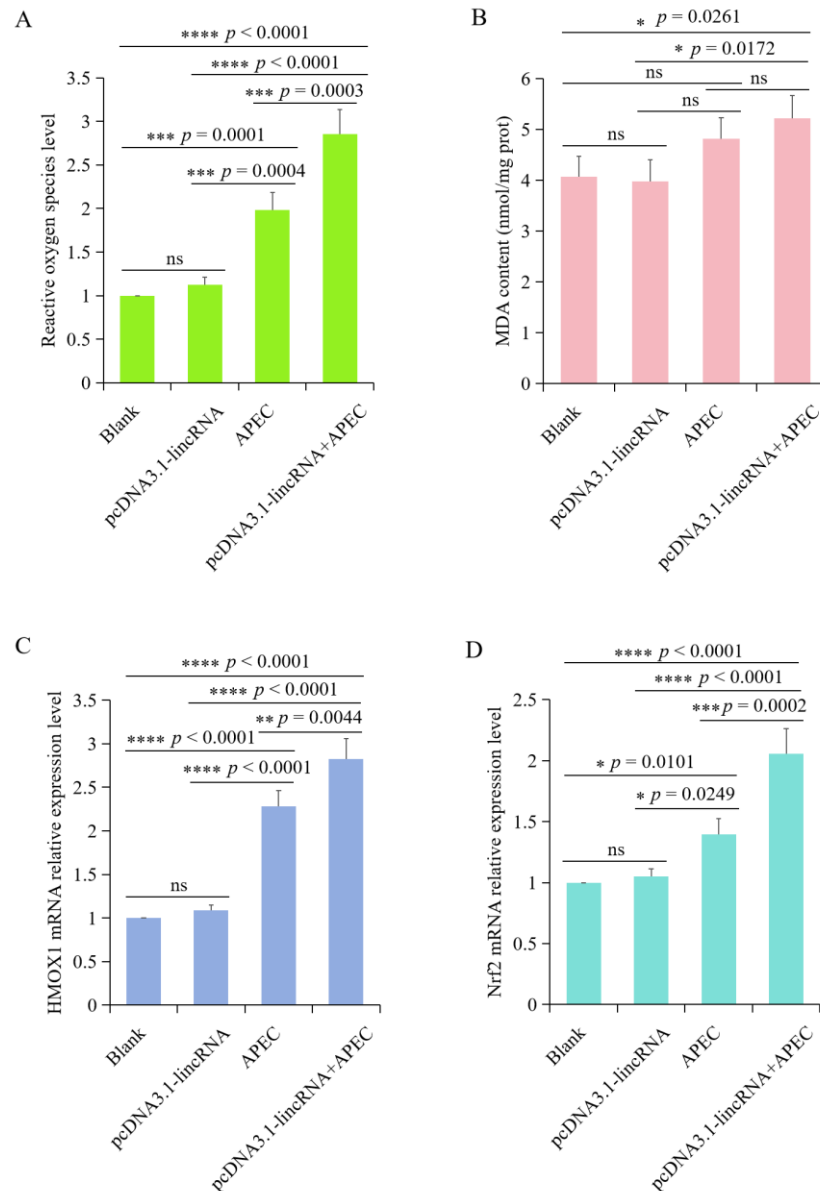 A
**** p < 0.0001
**** p < 0.0001
*** p = 0.0003
*** p = 0.0001
*** p = 0.0004
ns
Reactive oxygen species level
3.5
3
2.5
2
1.5
1
0.5
0
Blank
pcDNA3.1-lincRNA
APEC
pcDNA3.1-lincRNA+APEC
B
* p = 0.0261
* p = 0.0172
ns
ns
ns
ns
MDA content (nmol/mg prot)
6
5
4
3
2
1
0
Blank
pcDNA3.1-lincRNA
APEC
pcDNA3.1-lincRNA+APEC
C
**** p < 0.0001
**** p < 0.0001
** p = 0.0044
**** p < 0.0001
**** p < 0.0001
ns
HMOX1 mRNA relative expression level
3.5
3
2.5
2
1.5
1
0.5
0
Blank
pcDNA3.1-lincRNA
APEC
pcDNA3.1-lincRNA+APEC
D
**** p < 0.0001
**** p < 0.0001
*** p = 0.0002
* p = 0.0101
* p = 0.0249
ns
Nrf2 mRNA relative expression level
2.5
2
1.5
1
0.5
0
Blank
pcDNA3.1-lincRNA
APEC
pcDNA3.1-lincRNA+APEC